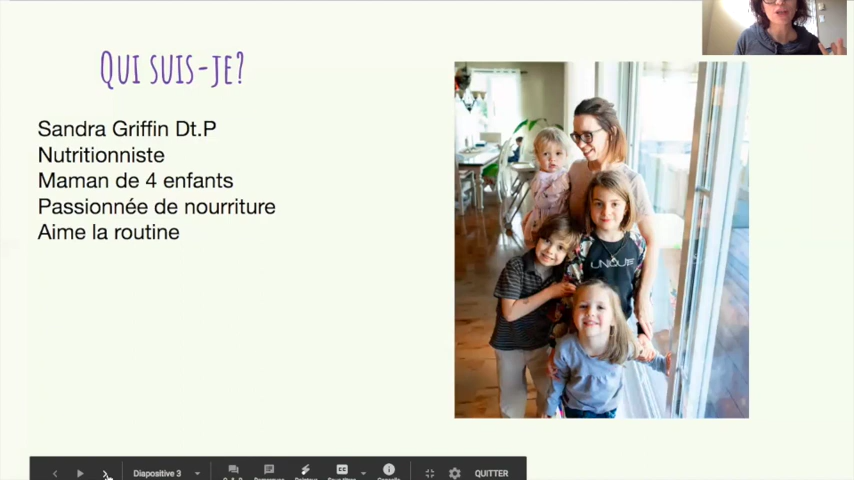 Qui suis-je?
Sandra Griffin Dt.P
Nutritionniste
Maman de 4 enfants
Passionnée de nourriture
Aime la routine
UNIQUE
Diapositive 3
QUITTER